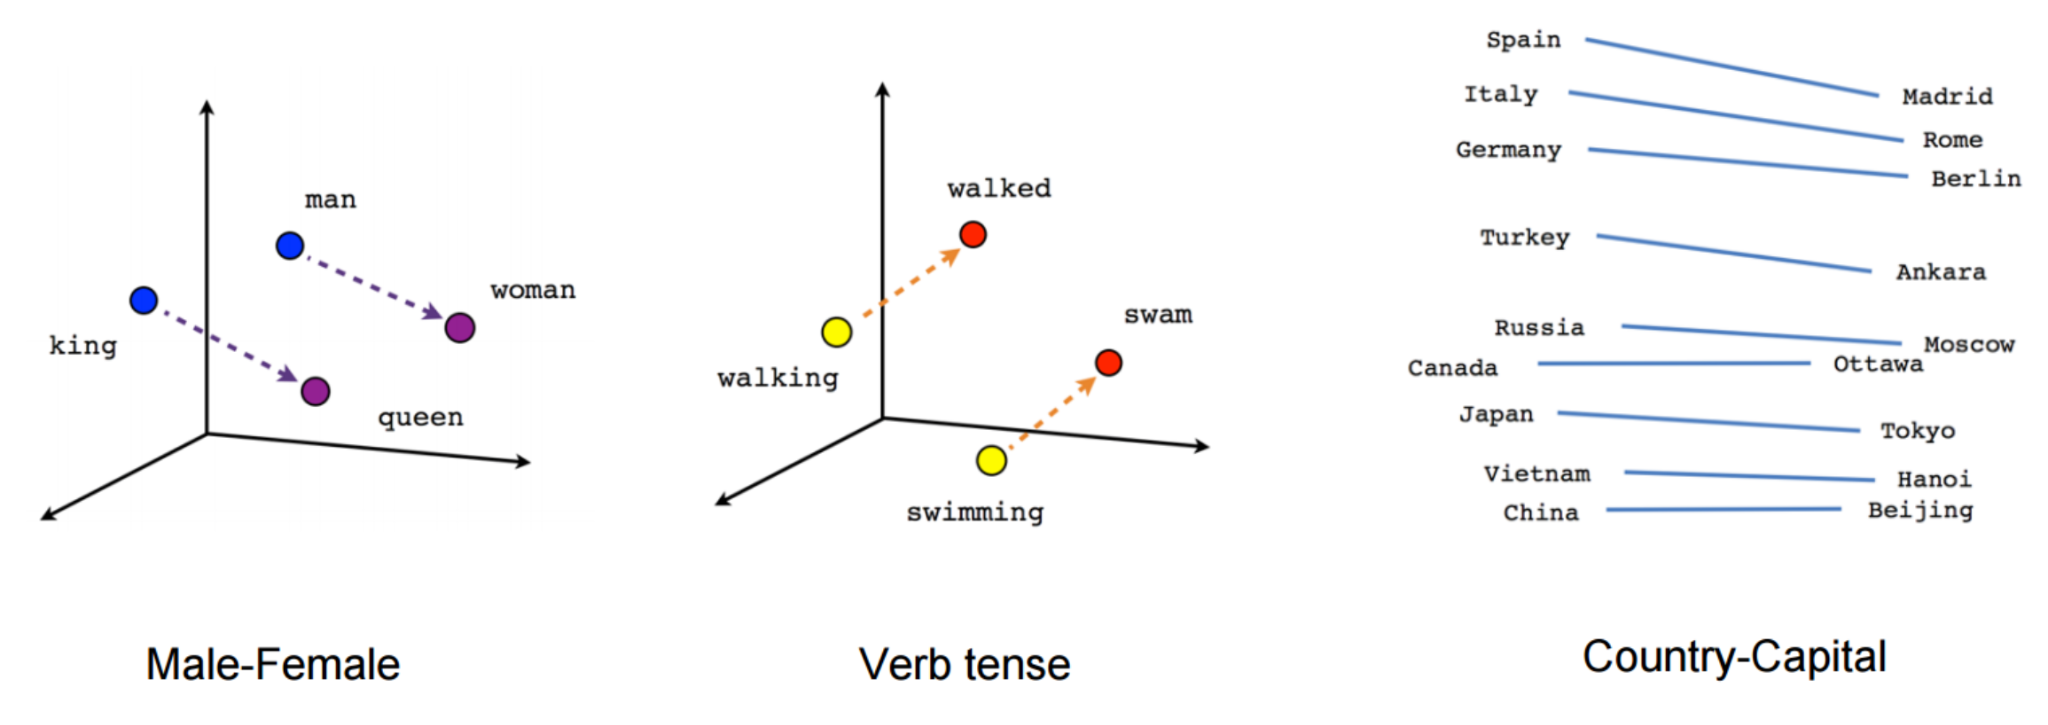 man
woman
king
queen
Male-Female
walked
swam
walking
swimming
Verb tense
Spain
Madrid
Italy
Rome
Germany
Berlin
Turkey
Ankara
Russia
Moscow
Canada
Ottawa
Japan
Tokyo
Vietnam
Hanoi
China
Beijing
Country-Capital